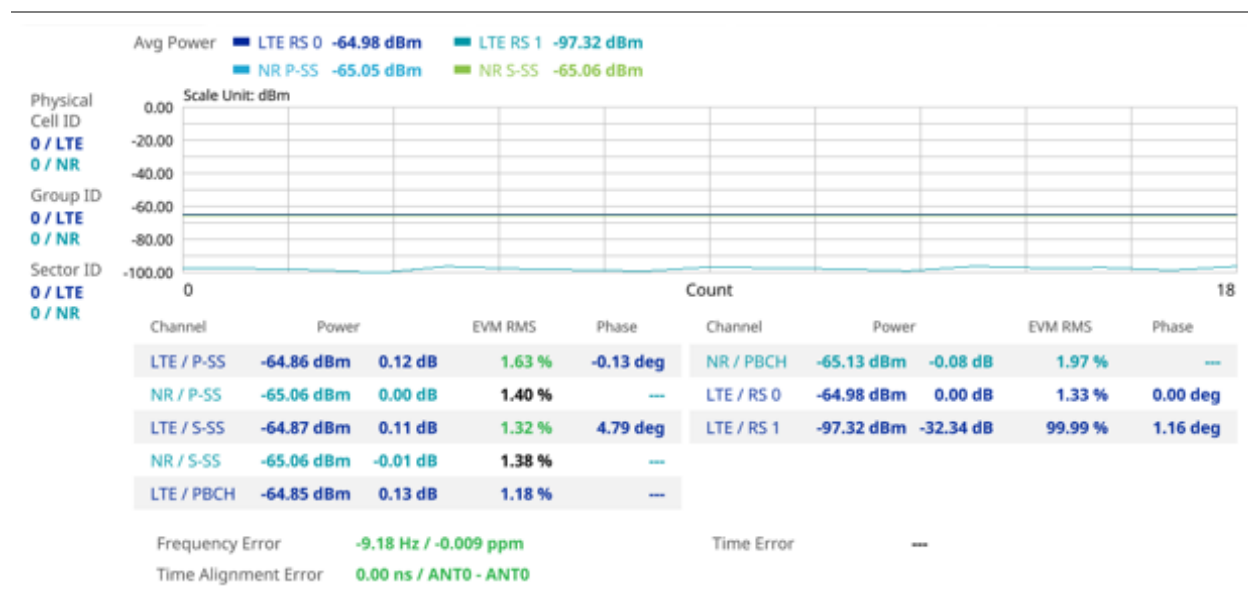 Avg Power LTE RS 0 -64.98 dBm LTE RS 1 -97.32 dBm
NR P-SS -65.05 dBm NR S-SS -65.06 dBm
Physical
Cell ID
0 / LTE
0 / NR
Group ID
0 / LTE
0 / NR
Sector ID
0 / LTE
0 / NR
Scale Unit: dBm
0.00
-20.00
-40.00
-60.00
-80.00
-100.00
0 Count 18
Channel Power EVM RMS Phase Channel Power EVM RMS Phase
LTE / P-SS -64.86 dBm 0.12 dB 1.63 % -0.13 deg NR / PBCH -65.13 dBm -0.08 dB 1.97 % ---
NR / P-SS -65.06 dBm 0.00 dB 1.40 % --- LTE / RS 0 -64.98 dBm 0.00 dB 1.33 % 0.00 deg
LTE / S-SS -64.87 dBm 0.11 dB 1.32 % 4.79 deg LTE / RS 1 -97.32 dBm -32.34 dB 99.99 % 1.16 deg
NR / S-SS -65.06 dBm -0.01 dB 1.38 % ---
LTE / PBCH -64.85 dBm 0.13 dB 1.18 % ---
Frequency Error -9.18 Hz / -0.009 ppm Time Error ---
Time Alignment Error 0.00 ns / ANT0 - ANT0